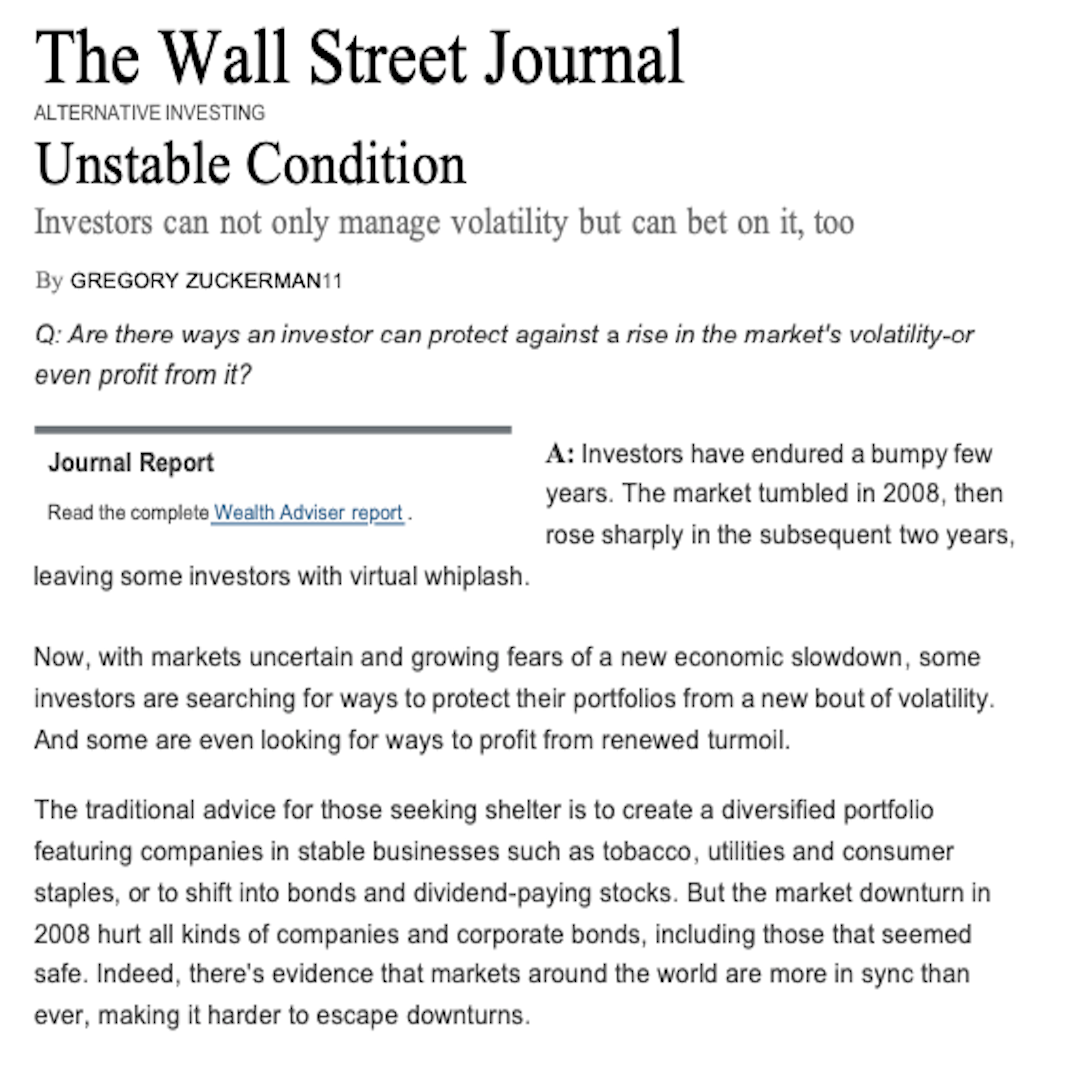 The Wall Street Journal
ALTERNATIVE INVESTING
Unstable Condition
Investors can not only manage volatility but can bet on it, too
By GREGORY ZUCKERMAN11
Q: Are there ways an investor can protect against a rise in the market's volatility-or
even profit from it?
Journal Report
Read the complete Wealth Adviser report .
A: Investors have endured a bumpy few
years. The market tumbled in 2008, then
rose sharply in the subsequent two years,
leaving some investors with virtual whiplash.
Now, with markets uncertain and growing fears of a new economic slowdown, some
investors are searching for ways to protect their portfolios from a new bout of volatility.
And some are even looking for ways to profit from renewed turmoil.
The traditional advice for those seeking shelter is to create a diversified portfolio
featuring companies in stable businesses such as tobacco, utilities and consumer
staples, or to shift into bonds and dividend-paying stocks. But the market downturn in
2008 hurt all kinds of companies and corporate bonds, including those that seemed
safe. Indeed, there's evidence that markets around the world are more in sync than
ever, making it harder to escape downturns.